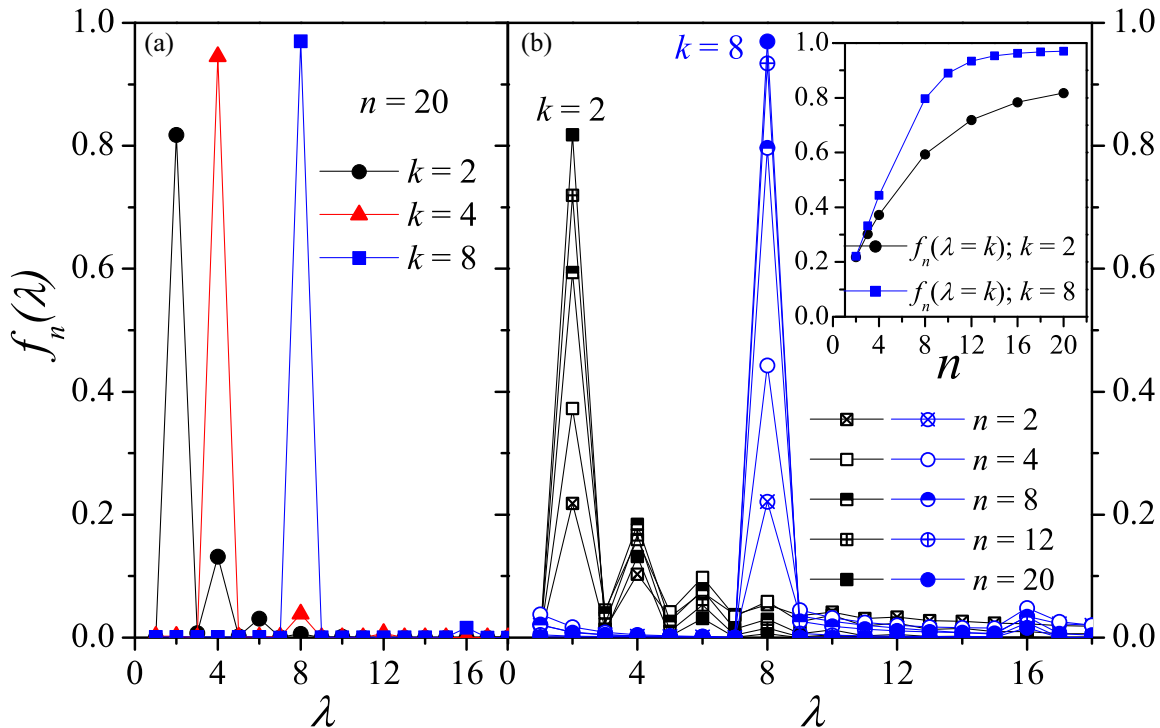 (a)
n = 20
k = 2
k = 4
k = 8
f_n(λ)
1.0
0.8
0.6
0.4
0.2
0.0
0 4 8 12 16
λ
(b)
k = 2
k = 8
1.0
0.8
0.6
0.4
0.2
0.0
f_n(λ = k); k = 2
f_n(λ = k); k = 8
0 4 8 12 16 20
n
n = 2
n = 4
n = 8
n = 12
n = 20
1.0
0.8
0.6
0.4
0.2
0.0
0 4 8 12 16
λ